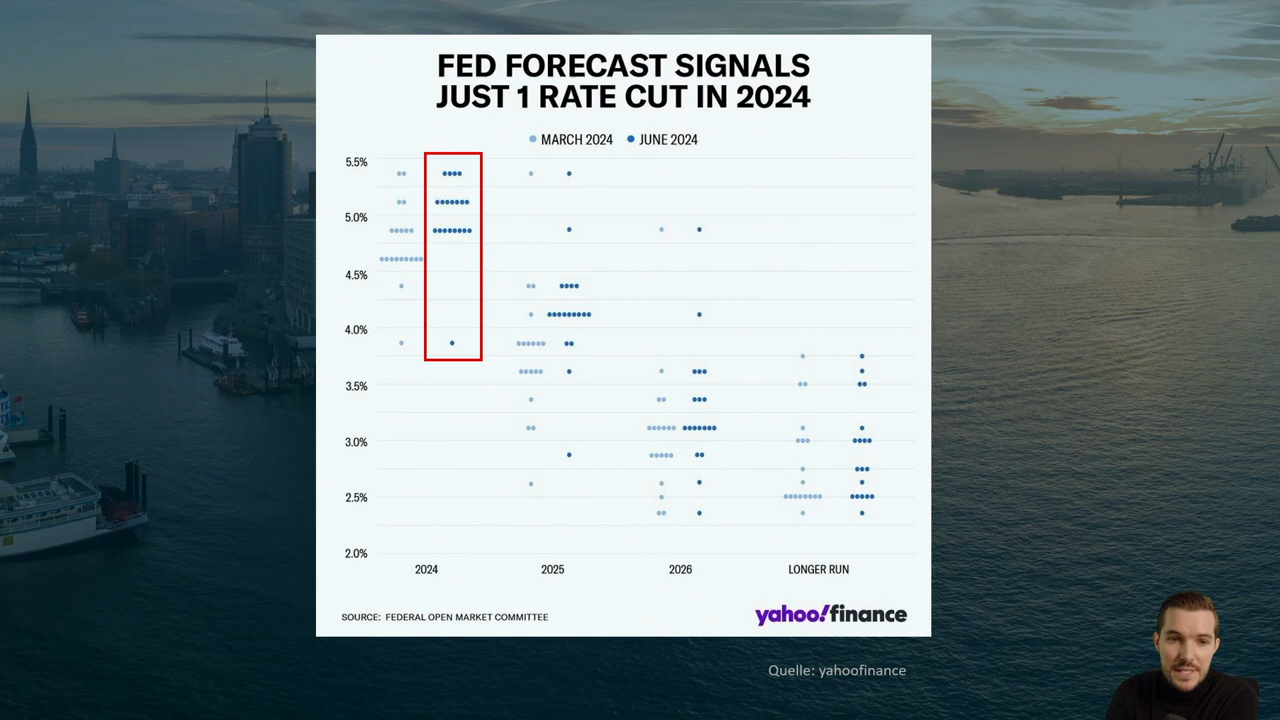 FED FORECAST SIGNALS
JUST 1 RATE CUT IN 2024
MARCH 2024 JUNE 2024
5.5%
5.0%
4.5%
4.0%
3.5%
3.0%
2.5%
2.0%
2024 2025 2026 LONGER RUN
SOURCE: FEDERAL OPEN MARKET COMMITTEE
yahoo!finance
Quelle: yahoofinance